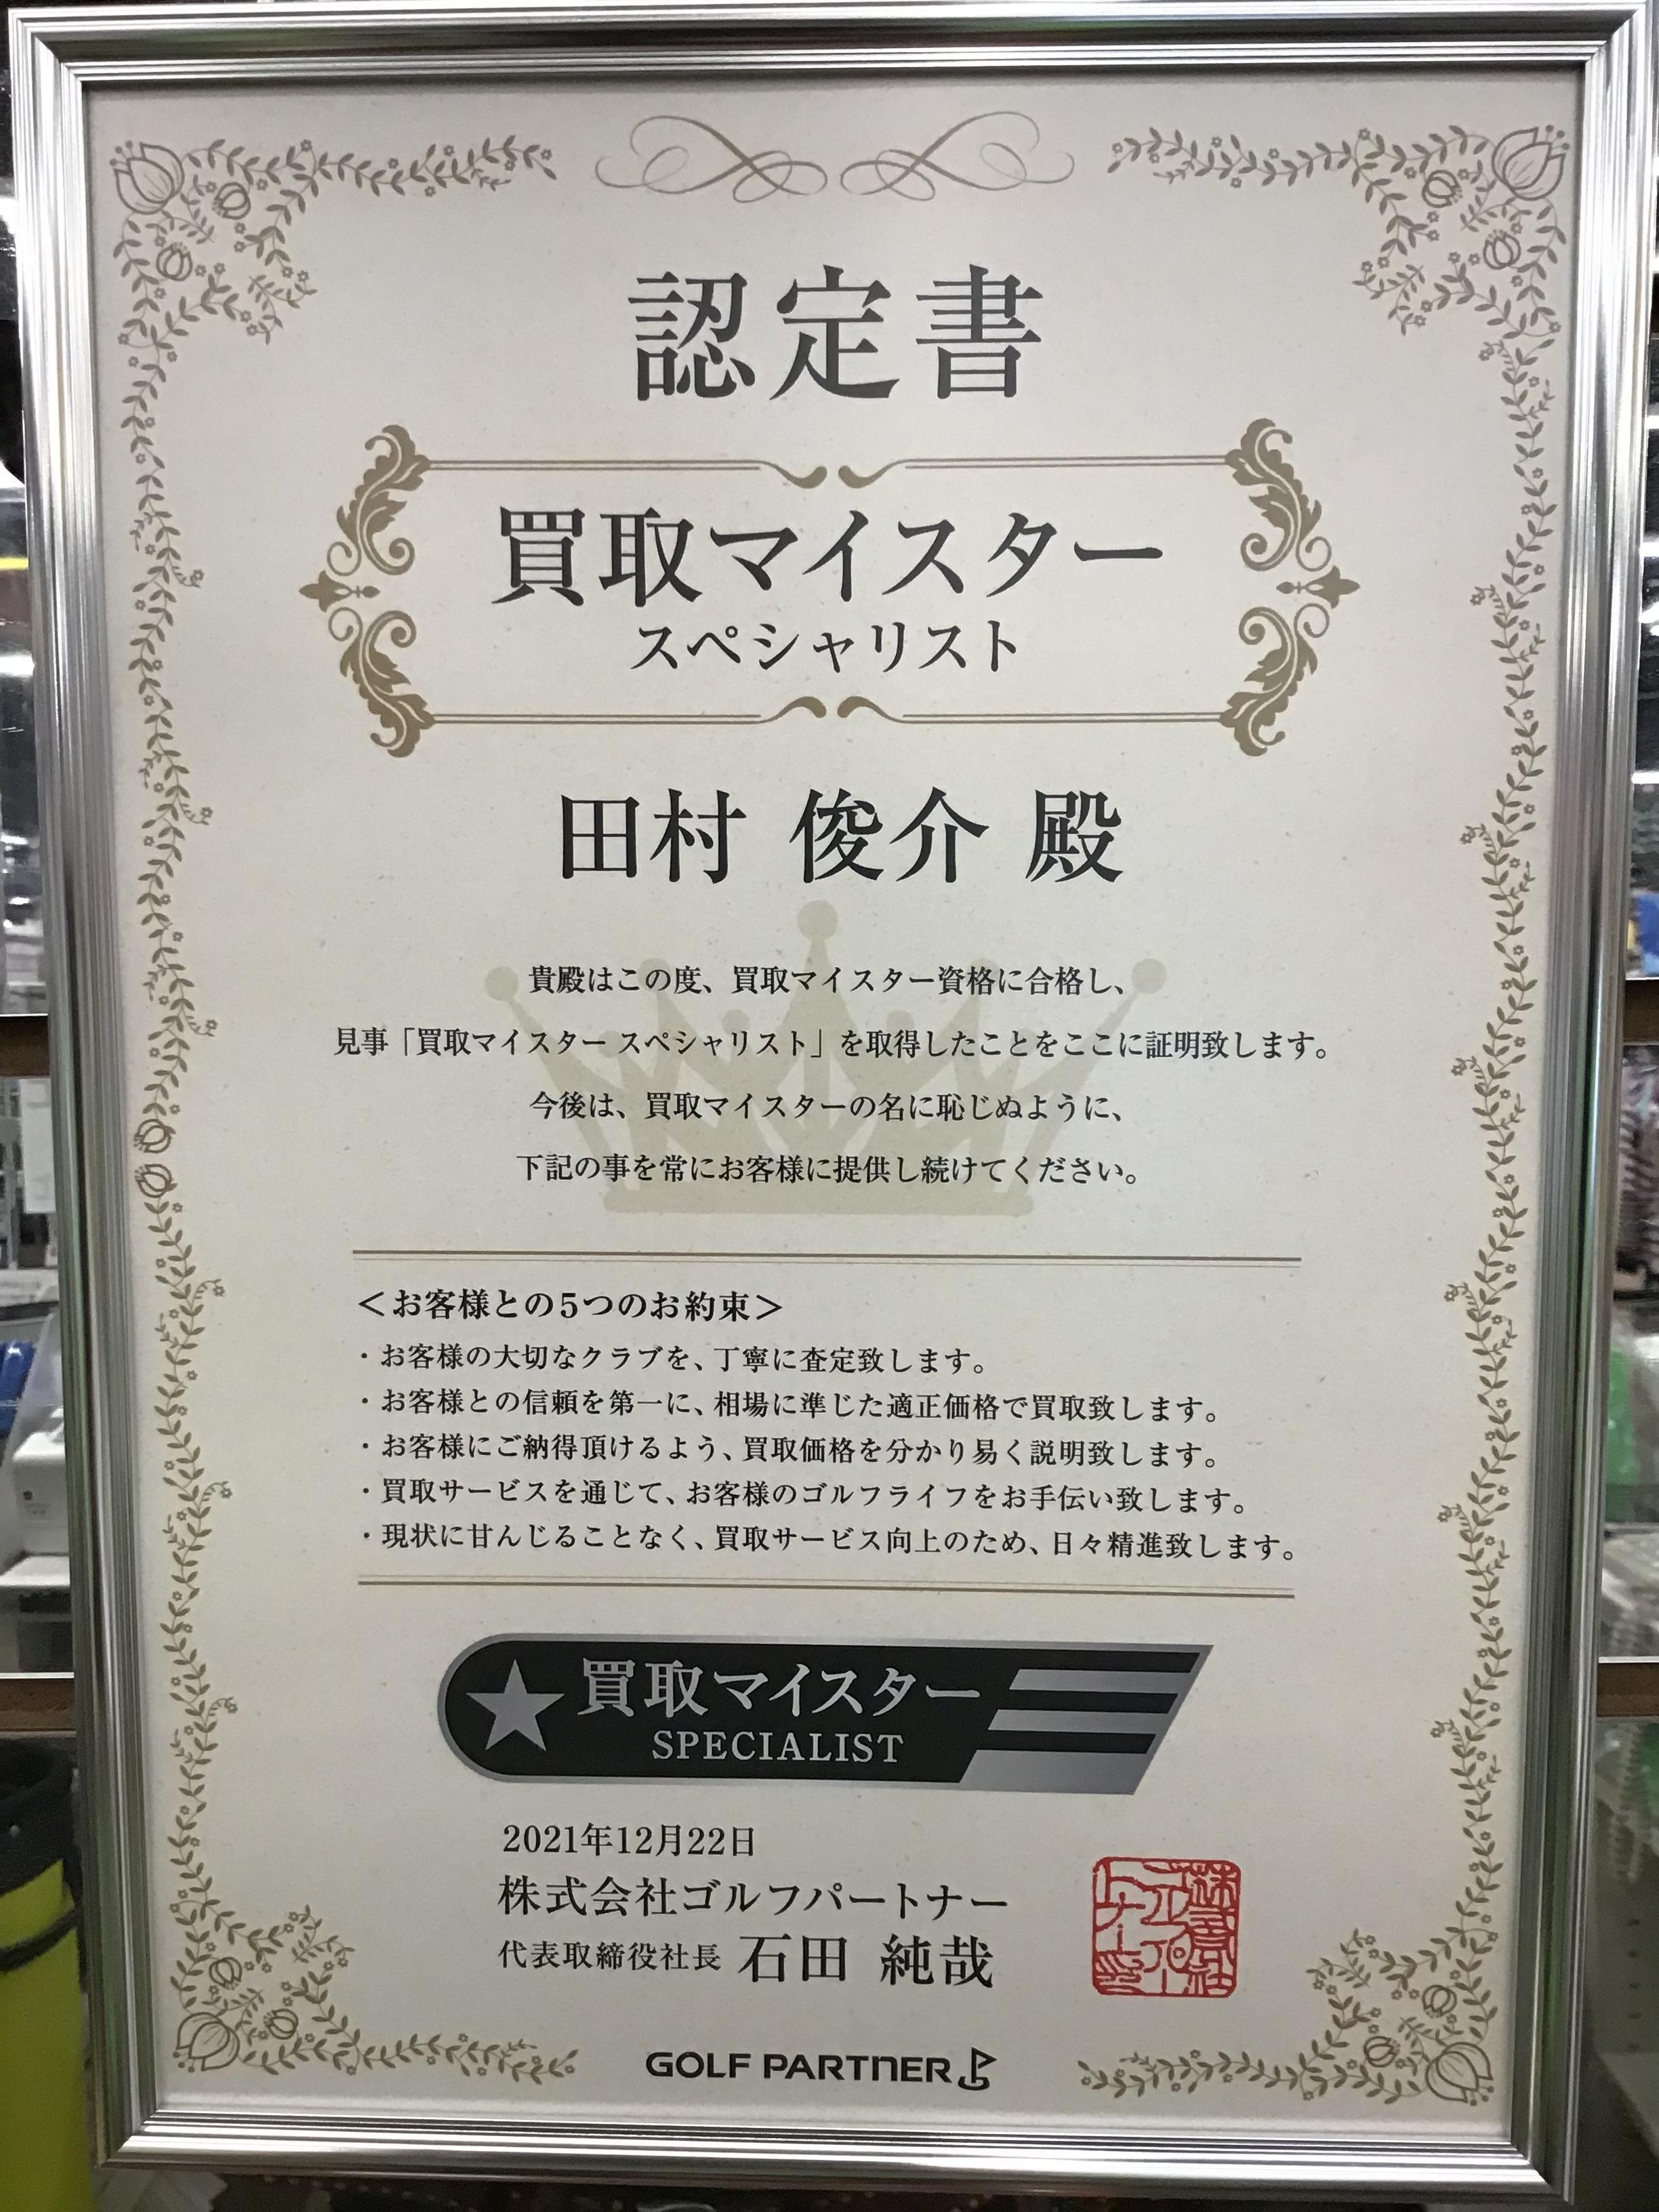 認定書
買取マイスター
スペシャリスト
田村 俊介 殿
貴殿はこの度、買取マイスター資格に合格し、
見事「買取マイスター スペシャリスト」を取得したことをここに証明致します。
今後は、買取マイスターの名に恥じぬように、
下記の事を常にお客様に提供し続けてください。
＜お客様との5つのお約束＞
・お客様の大切なクラブを、丁寧に査定致します。
・お客様との信頼を第一に、相場に準じた適正価格で買取致します。
・お客様にご納得頂けるよう、買取価格を分かり易く説明致します。
・買取サービスを通じて、お客様のゴルフライフをお手伝い致します。
・現状に甘んじることなく、買取サービス向上のため、日々精進致します。
★買取マイスター
SPECIALIST
2021年12月22日
株式会社ゴルフパートナー
代表取締役社長 石田 純哉
GOLF PARTNER